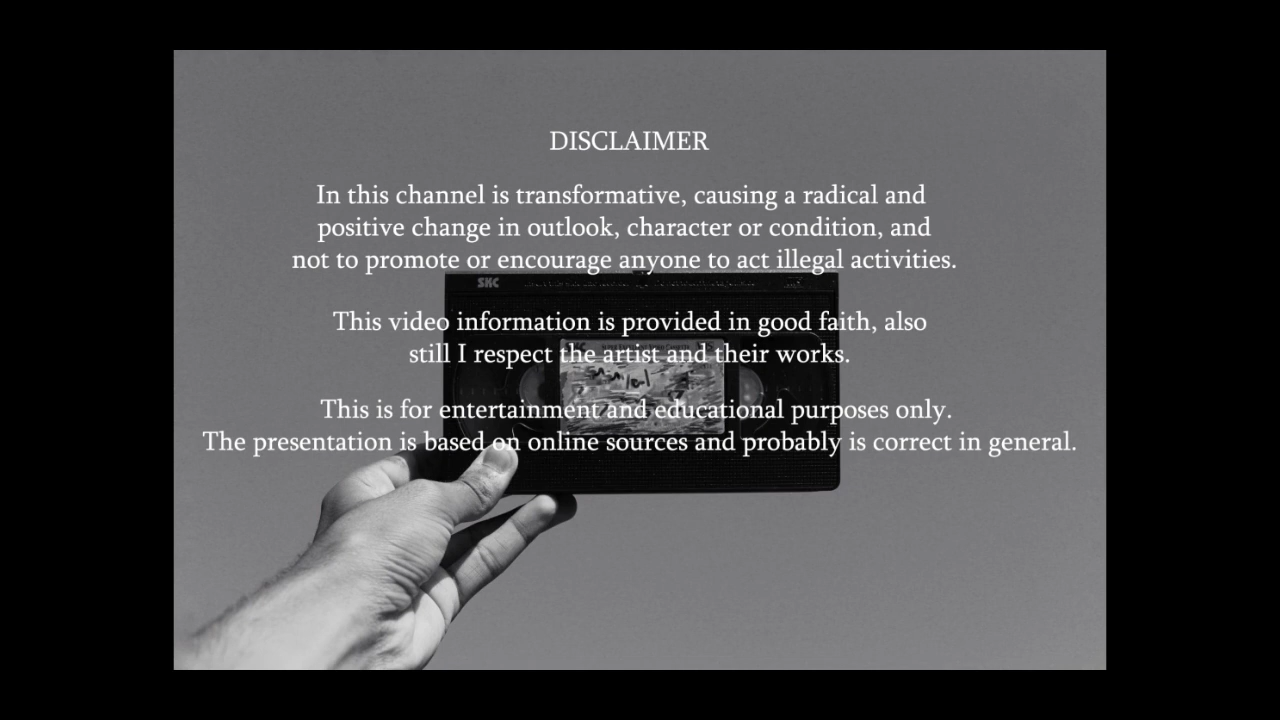 DISCLAIMER
In this channel is transformative, causing a radical and
positive change in outlook, character or condition, and
not to promote or encourage anyone to act illegal activities.
SKC
This video information is provided in good faith, also
still I respect the artist and their works.
This is for entertainment and educational purposes only.
The presentation is based on online sources and probably is correct in general.